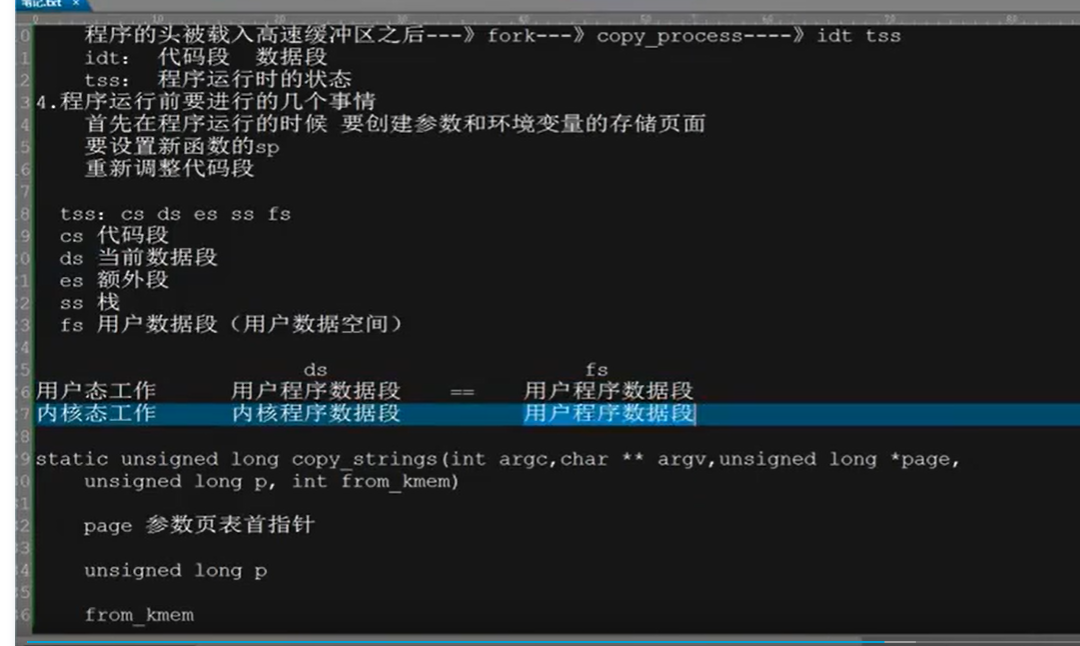 笔记.txt ×
程序的头被载入高速缓冲区之后---》 fork---》 copy_process----》 idt tss
idt： 代码段 数据段
tss： 程序运行时的状态
4.程序运行前要进行的几个事情
首先在程序运行的时候 要创建参数和环境变量的存储页面
要设置新函数的sp
重新调整代码段
tss：cs ds es ss fs
cs 代码段
ds 当前数据段
es 额外段
ss 栈
fs 用户数据段（用户数据空间）
ds fs
用户态工作 用户程序数据段 == 用户程序数据段
内核态工作 内核程序数据段 用户程序数据段
static unsigned long copy_strings(int argc,char ** argv,unsigned long *page,
unsigned long p, int from_kmem)
page 参数页表首指针
unsigned long p
from_kmem